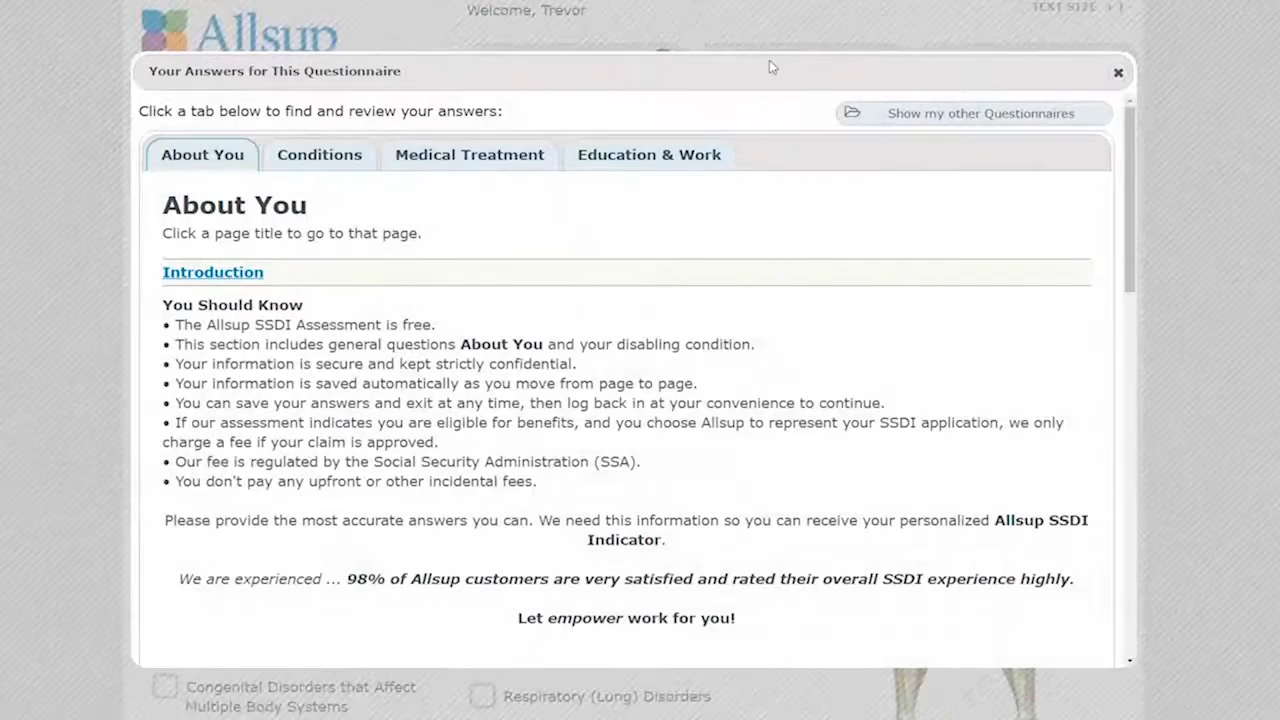 Welcome, Trevor
TEXT SIZE + -
Allsup
Your Answers for This Questionnaire
Click a tab below to find and review your answers:
Show my other Questionnaires
About You
Conditions
Medical Treatment
Education & Work
About You
Click a page title to go to that page.
Introduction
You Should Know
• The Allsup SSDI Assessment is free.
• This section includes general questions About You and your disabling condition.
• Your information is secure and kept strictly confidential.
• Your information is saved automatically as you move from page to page.
• You can save your answers and exit at any time, then log back in at your convenience to continue.
• If our assessment indicates you are eligible for benefits, and you choose Allsup to represent your SSDI application, we only
charge a fee if your claim is approved.
• Our fee is regulated by the Social Security Administration (SSA).
• You don't pay any upfront or other incidental fees.
Please provide the most accurate answers you can. We need this information so you can receive your personalized Allsup SSDI
Indicator.
We are experienced ... 98% of Allsup customers are very satisfied and rated their overall SSDI experience highly.
Let empower work for you!
Congenital Disorders that Affect
Multiple Body Systems
Respiratory (Lung) Disorders